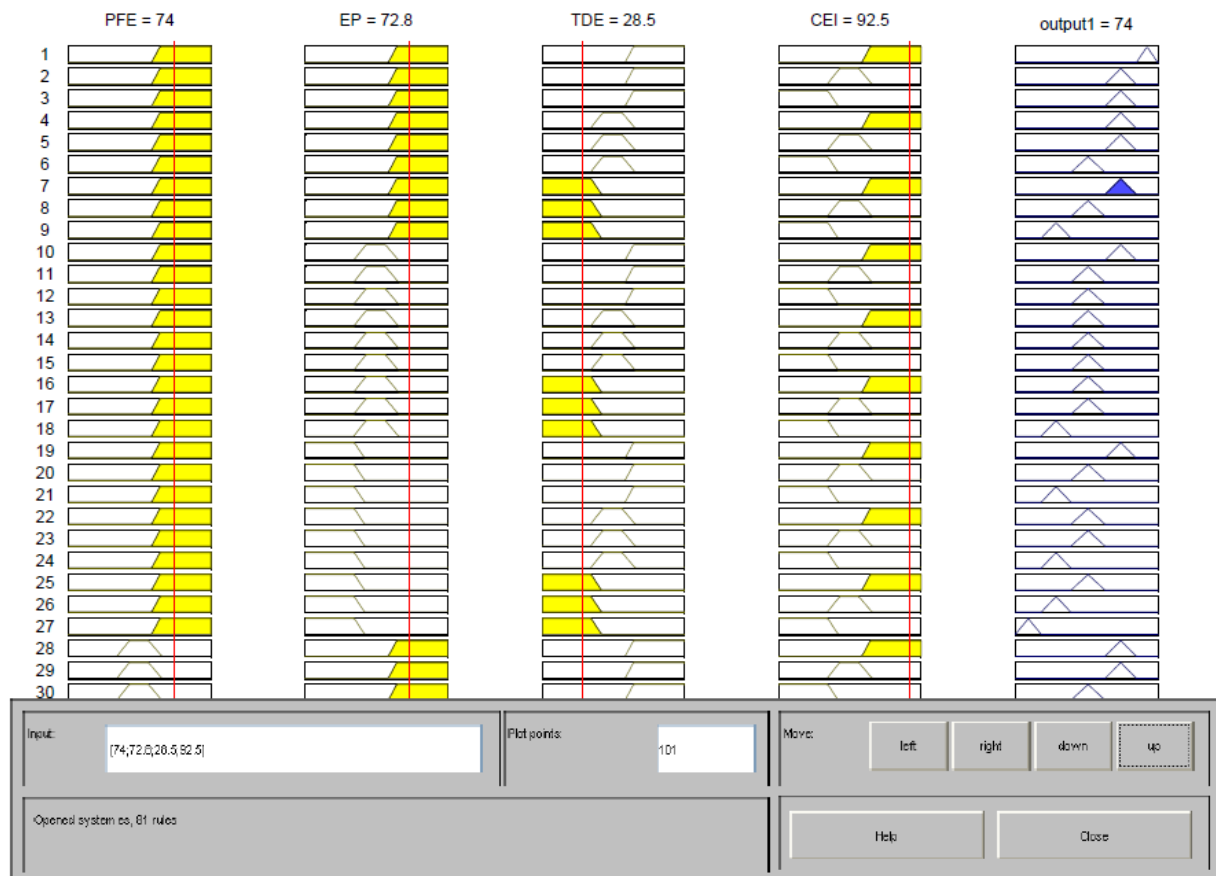 PFE = 74
EP = 72.8
TDE = 28.5
CEI = 92.5
output1 = 74
1
2
3
4
5
6
7
8
9
10
11
12
13
14
15
16
17
18
19
20
21
22
23
24
25
26
27
28
29
30
Input:
[74;72.8;28.5;92.5]
Plot points:
101
Move:
left
right
down
up
Opened system es, 81 rules
Help
Close